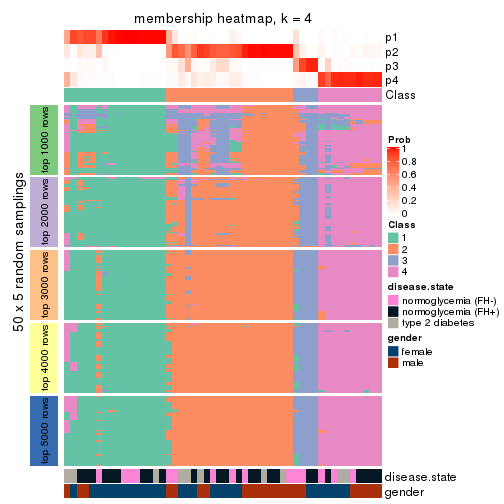 membership heatmap, k = 4
p1
p2
p3
p4
Class
50 x 5 random samplings
top 1000 rows
top 2000 rows
top 3000 rows
top 4000 rows
top 5000 rows
disease.state
gender
Prob
1
0.8
0.6
0.4
0.2
0
Class
1
2
3
4
disease.state
normoglycemia (FH-)
normoglycemia (FH+)
type 2 diabetes
gender
female
male